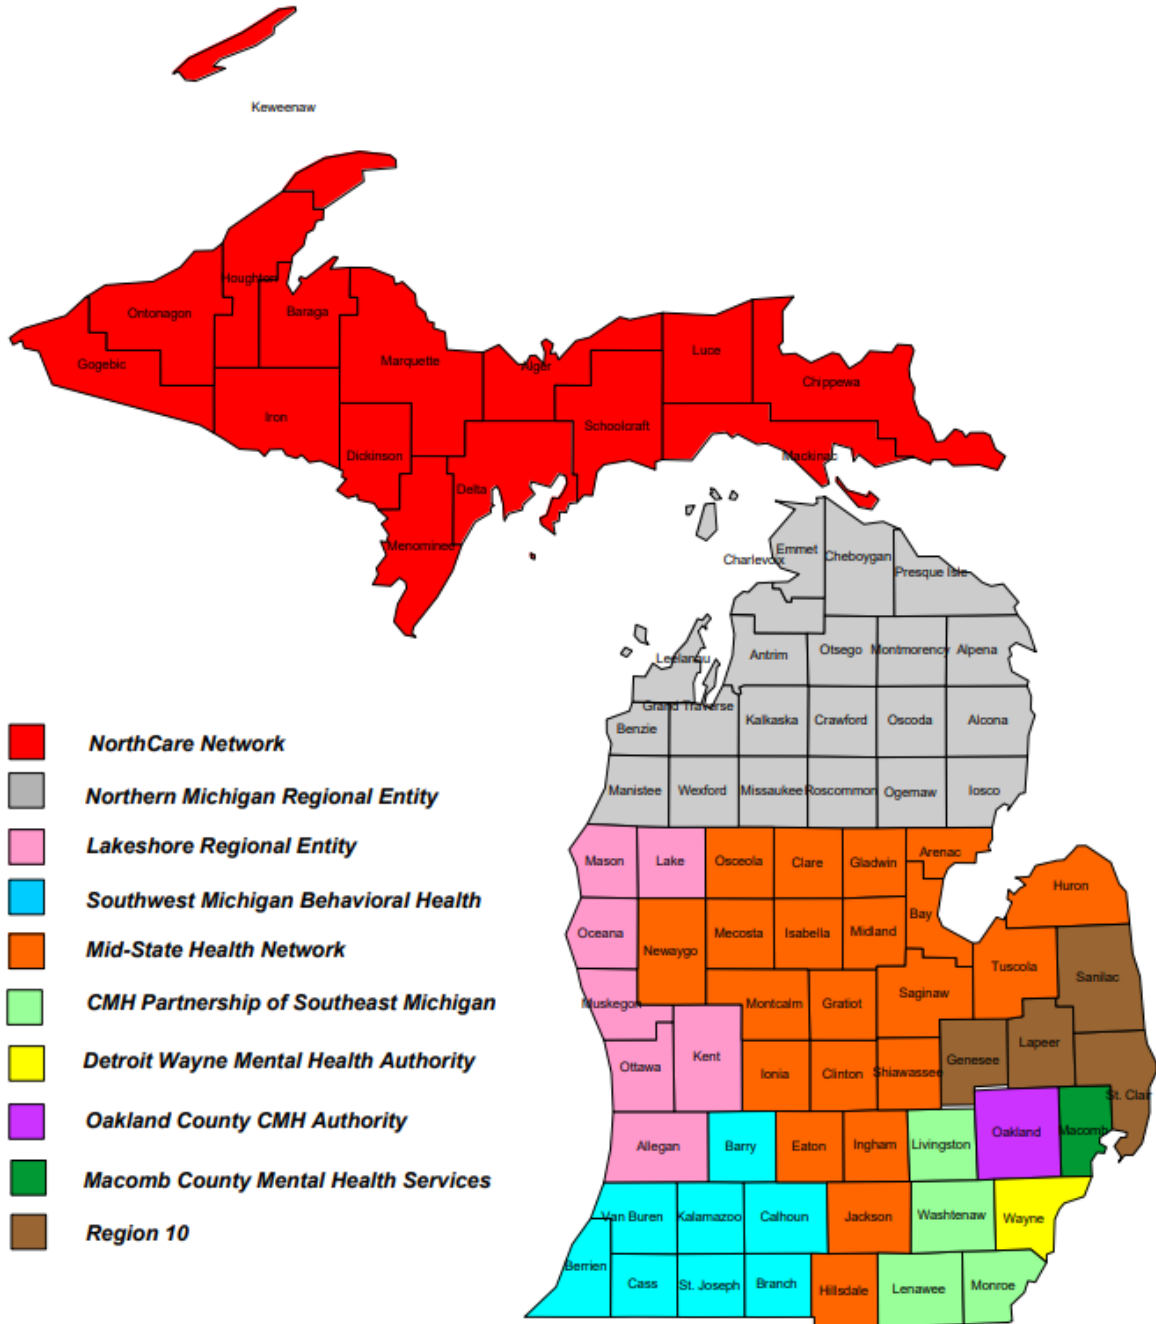 Keweenaw
Houghton
Ontonagon
Baraga
Gogebic
Marquette
Alger
Luce
Chippewa
Iron
Schoolcraft
Dickinson
Mackinac
Delta
Menominee
Emmet
Charlevoix
Cheboygan
Presque Isle
Leelanau
Antrim
Otsego
Montmorency
Alpena
Grand Traverse
Benzie
Kalkaska
Crawford
Oscoda
Alcona
Manistee
Wexford
Missaukee
Roscommon
Ogemaw
Iosco
Mason
Lake
Osceola
Clare
Gladwin
Arenac
Huron
Oceana
Newaygo
Mecosta
Isabella
Midland
Bay
Tuscola
Sanilac
Muskegon
Montcalm
Gratiot
Saginaw
Ottawa
Kent
Ionia
Clinton
Shiawassee
Genesee
Lapeer
St. Clair
Allegan
Barry
Eaton
Ingham
Livingston
Oakland
Macomb
Van Buren
Kalamazoo
Calhoun
Jackson
Washtenaw
Wayne
Berrien
Cass
St. Joseph
Branch
Hillsdale
Lenawee
Monroe
NorthCare Network
Northern Michigan Regional Entity
Lakeshore Regional Entity
Southwest Michigan Behavioral Health
Mid-State Health Network
CMH Partnership of Southeast Michigan
Detroit Wayne Mental Health Authority
Oakland County CMH Authority
Macomb County Mental Health Services
Region 10